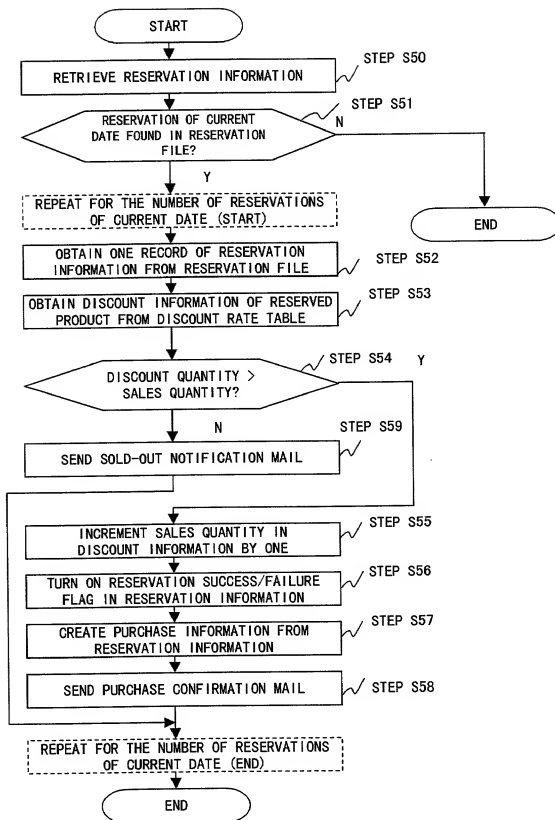 START
STEP S50
RETRIEVE RESERVATION INFORMATION
STEP S51
RESERVATION OF CURRENT
DATE FOUND IN RESERVATION
FILE?
N
Y
REPEAT FOR THE NUMBER OF RESERVATIONS
OF CURRENT DATE (START)
END
OBTAIN ONE RECORD OF RESERVATION
INFORMATION FROM RESERVATION FILE
STEP S52
OBTAIN DISCOUNT INFORMATION OF RESERVED
PRODUCT FROM DISCOUNT RATE TABLE
STEP S53
STEP S54
Y
DISCOUNT QUANTITY >
SALES QUANTITY?
N
STEP S59
SEND SOLD-OUT NOTIFICATION MAIL
STEP S55
INCREMENT SALES QUANTITY IN
DISCOUNT INFORMATION BY ONE
STEP S56
TURN ON RESERVATION SUCCESS/FAILURE
FLAG IN RESERVATION INFORMATION
STEP S57
CREATE PURCHASE INFORMATION FROM
RESERVATION INFORMATION
SEND PURCHASE CONFIRMATION MAIL
STEP S58
REPEAT FOR THE NUMBER OF RESERVATIONS
OF CURRENT DATE (END)
END